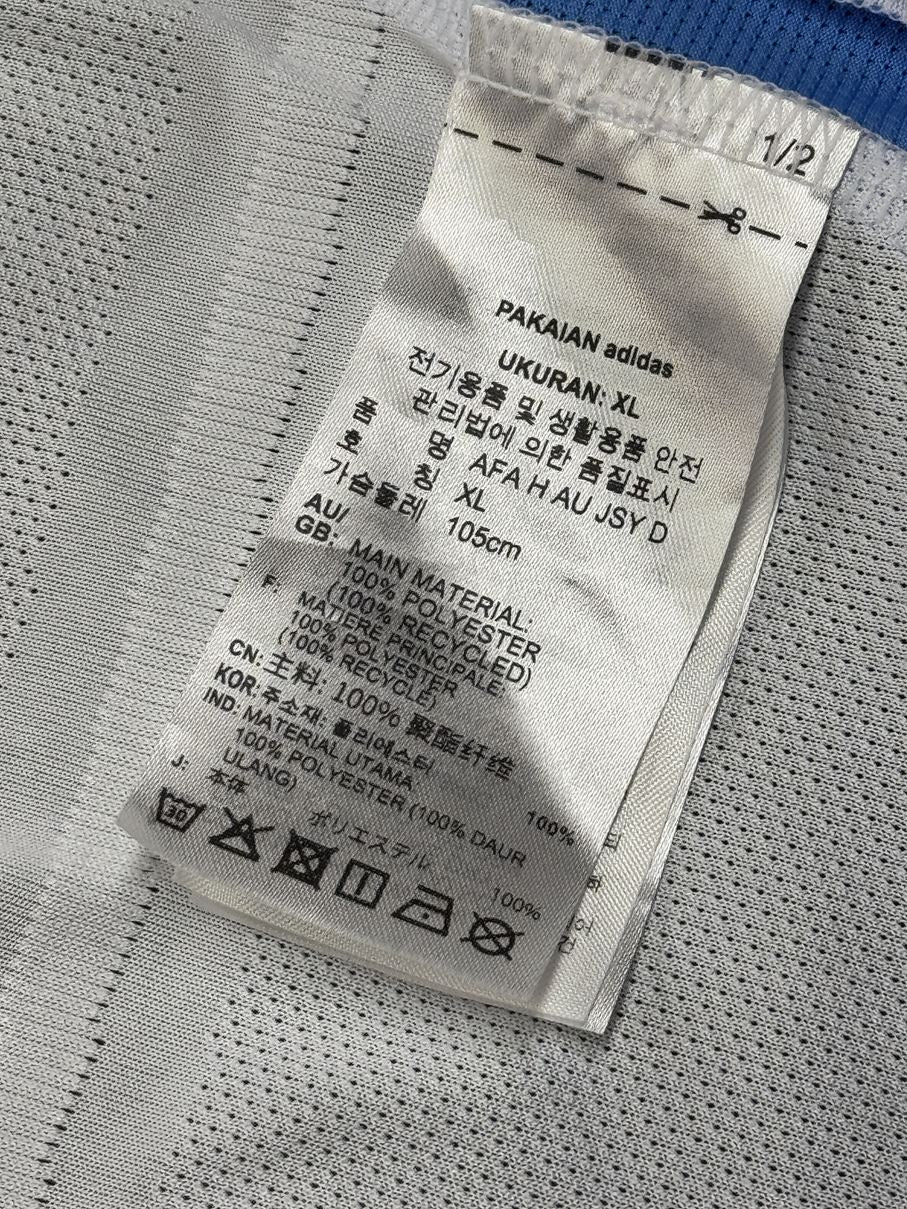 1/2
PAKAIAN adidas
UKURAN: XL
전기용품 및 생활용품 안전
관리법에 의한 품질표시
품 명 AFA H AU JSY D
호 칭 XL
가슴둘레 105cm
AU/
GB: MAIN MATERIAL:
100% POLYESTER
(100% RECYCLED)
F: MATIERE PRINCIPALE:
100% POLYESTER
(100% RECYCLE)
CN: 主料: 100% 聚酯纤维
KOR: 주소재: 폴리에스터 100%
IND: MATERIAL UTAMA
100% POLYESTER (100% DAUR
ULANG)
J: 本体
ポリエステル 100%
30